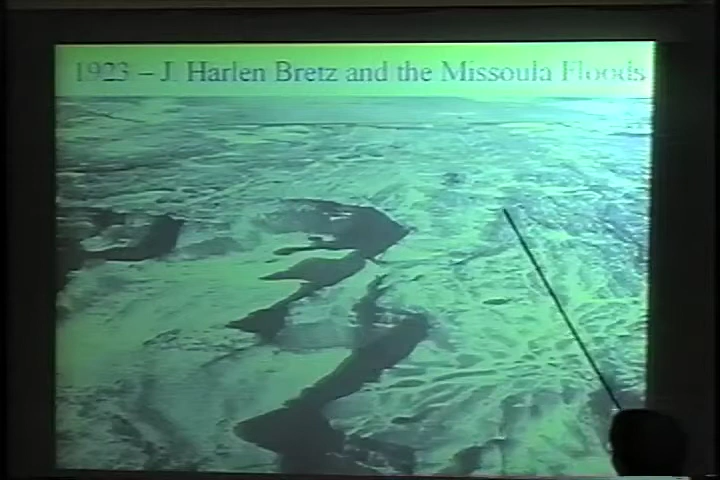 1923 – J. Harlen Bretz and the Missoula Floods